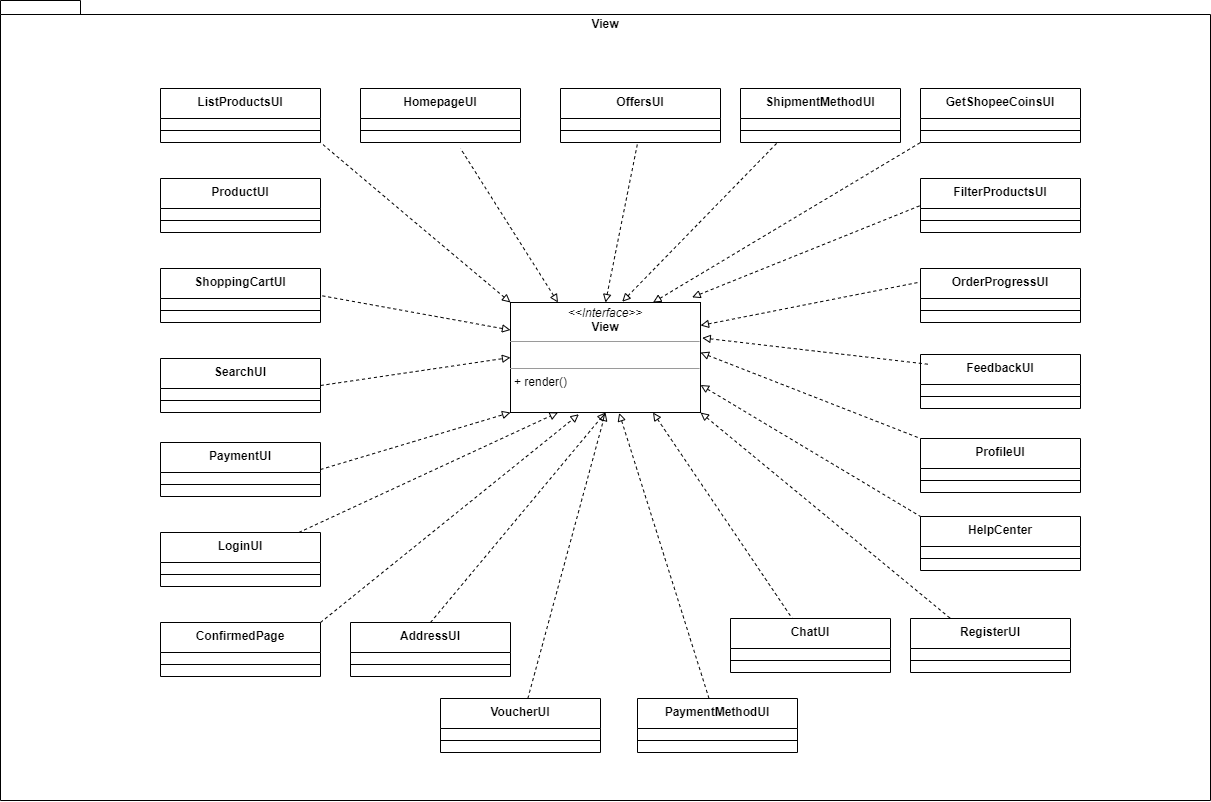 View
ListProductsUI
HomepageUI
OffersUI
ShipmentMethodUI
GetShopeeCoinsUI
ProductUI
FilterProductsUI
ShoppingCartUI
OrderProgressUI
<<Interface>>
View
+ render()
SearchUI
FeedbackUI
PaymentUI
ProfileUI
LoginUI
HelpCenter
ConfirmedPage
AddressUI
ChatUI
RegisterUI
VoucherUI
PaymentMethodUI